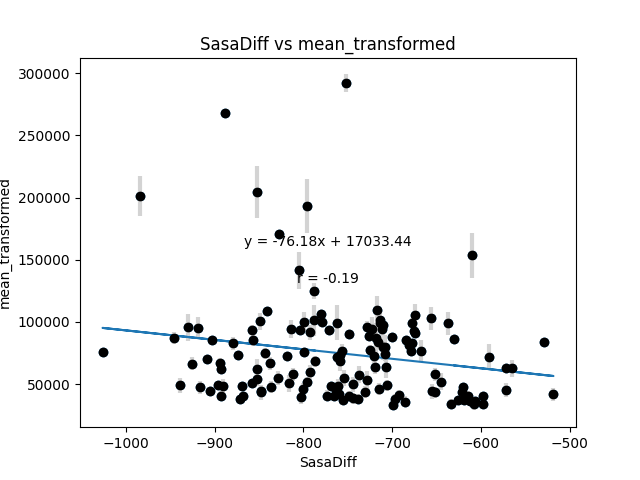 SasaDiff vs mean_transformed
300000
250000
200000
150000
100000
50000
mean_transformed
y = -76.18x + 17033.44
r = -0.19
−1000
−900
−800
−700
−600
−500
SasaDiff